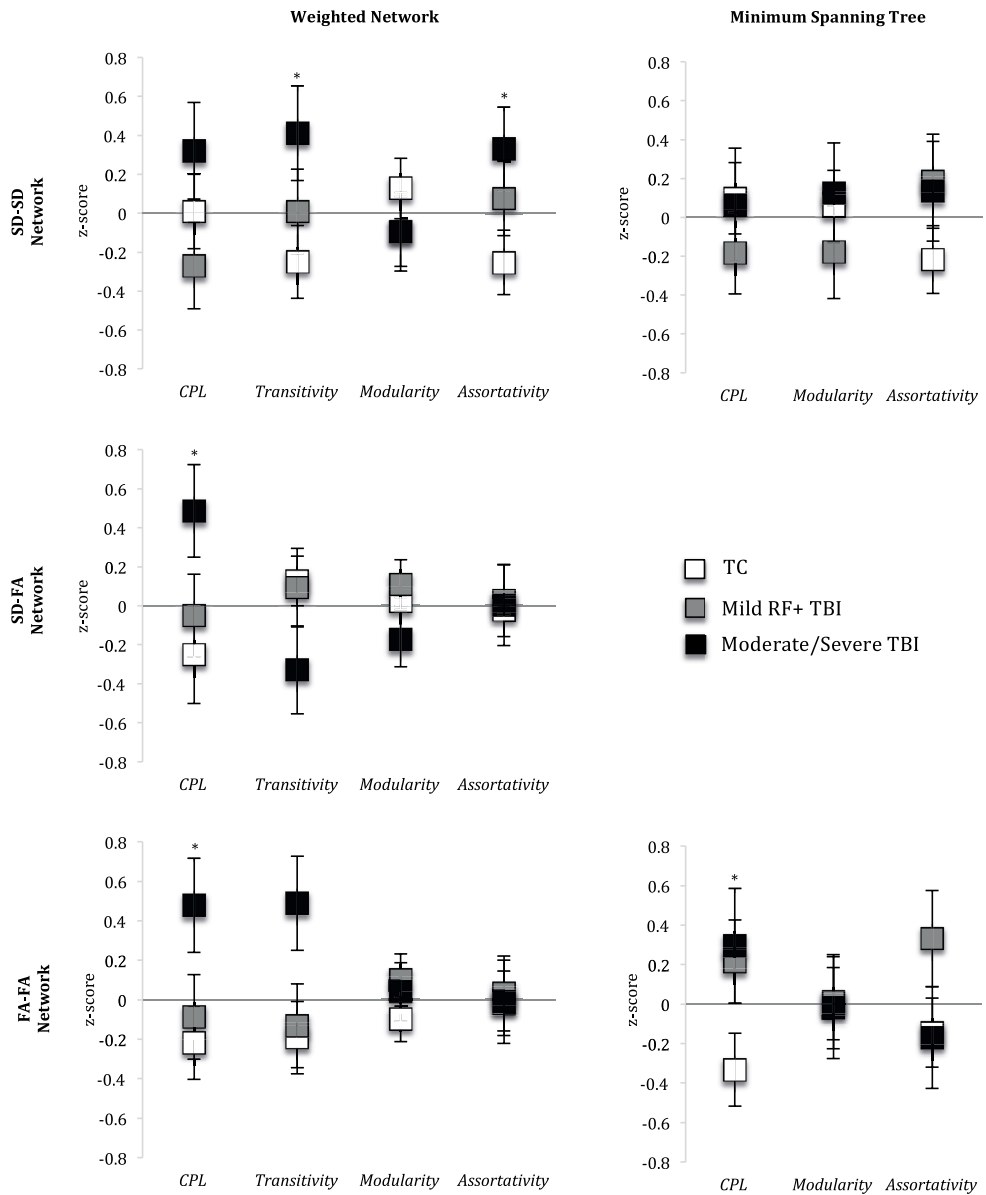 Weighted Network
Minimum Spanning Tree
SD-SD
Network
z-score
0.8
0.6
0.4
0.2
0
-0.2
-0.4
-0.6
-0.8
*
*
CPL Transitivity Modularity Assortativity
z-score
0.8
0.6
0.4
0.2
0
-0.2
-0.4
-0.6
-0.8
CPL Modularity Assortativity
SD-FA
Network
z-score
0.8
0.6
0.4
0.2
0
-0.2
-0.4
-0.6
-0.8
*
CPL Transitivity Modularity Assortativity
TC
Mild RF+ TBI
Moderate/Severe TBI
FA-FA
Network
z-score
0.8
0.6
0.4
0.2
0
-0.2
-0.4
-0.6
-0.8
*
CPL Transitivity Modularity Assortativity
z-score
0.8
0.6
0.4
0.2
0
-0.2
-0.4
-0.6
-0.8
*
CPL Modularity Assortativity